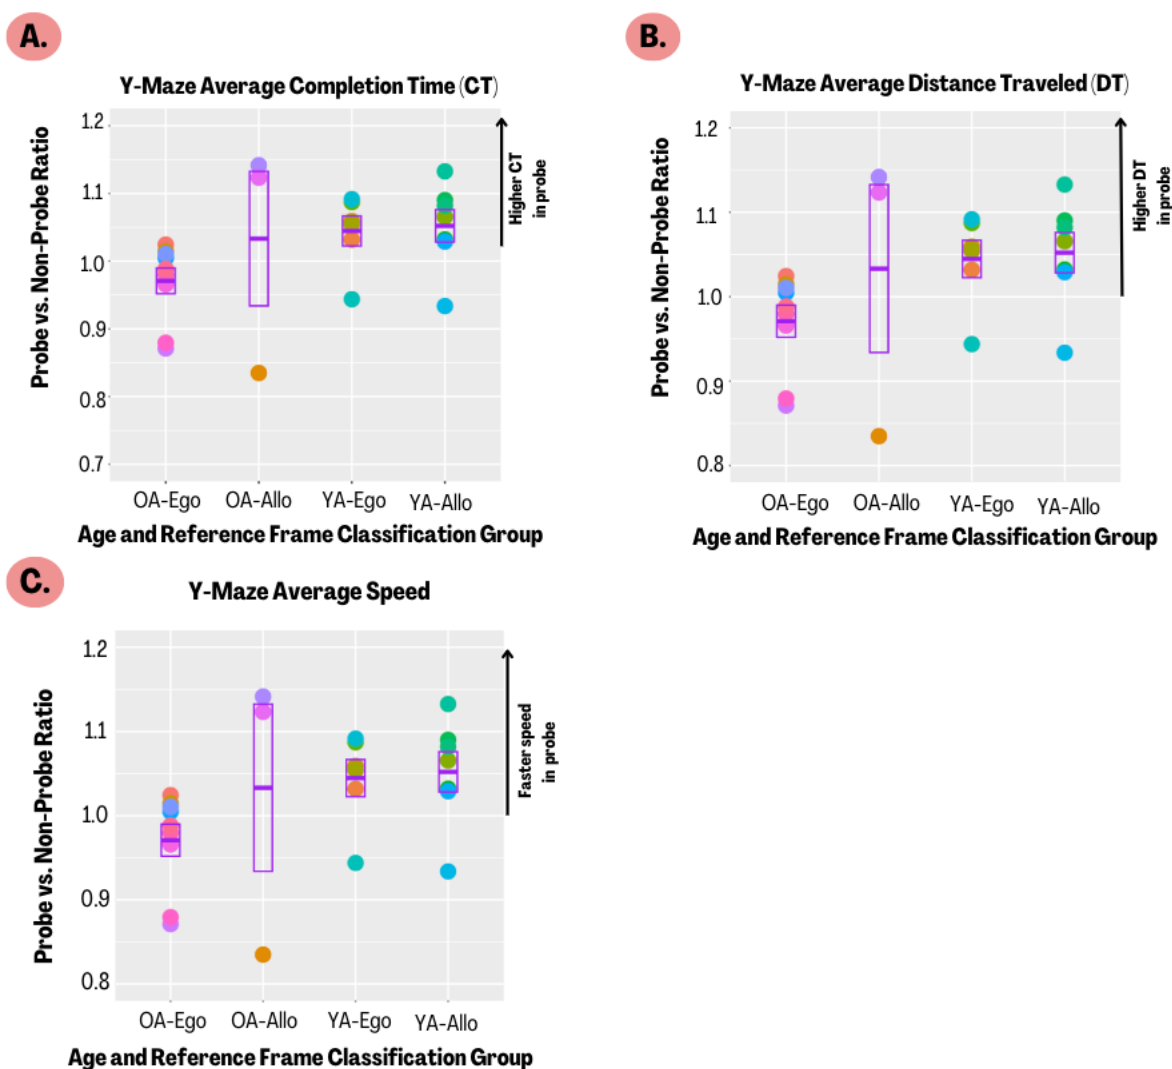 A.
Y-Maze Average Completion Time (CT)
Probe vs. Non-Probe Ratio
1.2
1.1
1.0
0.9
0.8
0.7
Higher CT
in probe
OA-Ego OA-Allo YA-Ego YA-Allo
Age and Reference Frame Classification Group
B.
Y-Maze Average Distance Traveled (DT)
Probe vs. Non-Probe Ratio
1.2
1.1
1.0
0.9
0.8
Higher DT
in probe
OA-Ego OA-Allo YA-Ego YA-Allo
Age and Reference Frame Classification Group
C.
Y-Maze Average Speed
Probe vs. Non-Probe Ratio
1.2
1.1
1.0
0.9
0.8
Faster speed
in probe
OA-Ego OA-Allo YA-Ego YA-Allo
Age and Reference Frame Classification Group